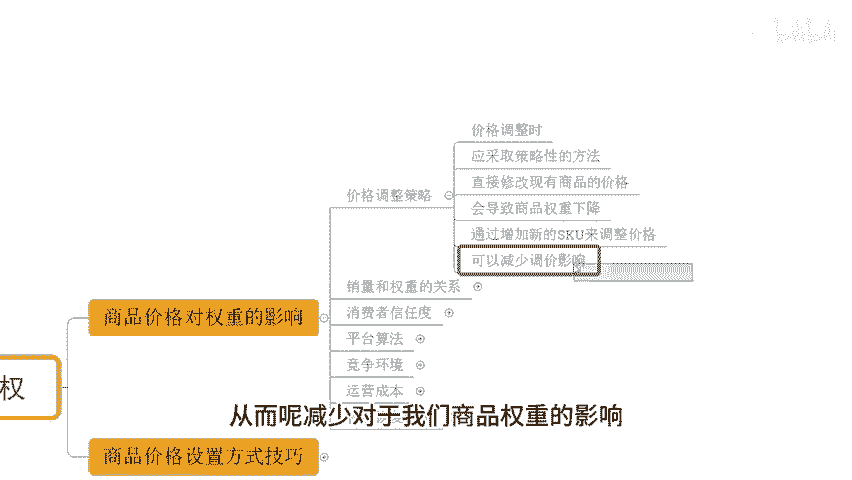 价格调整时
应采取策略性的方法
直接修改现有商品的价格
会导致商品权重下降
通过增加新的SKU来调整价格
可以减少调价影响
价格调整策略
销量和权重的关系
消费者信任度
平台算法
竞争环境
运营成本
商品价格对权重的影响
权
从而呢减少对于我们商品权重的影响
商品价格设置方式技巧